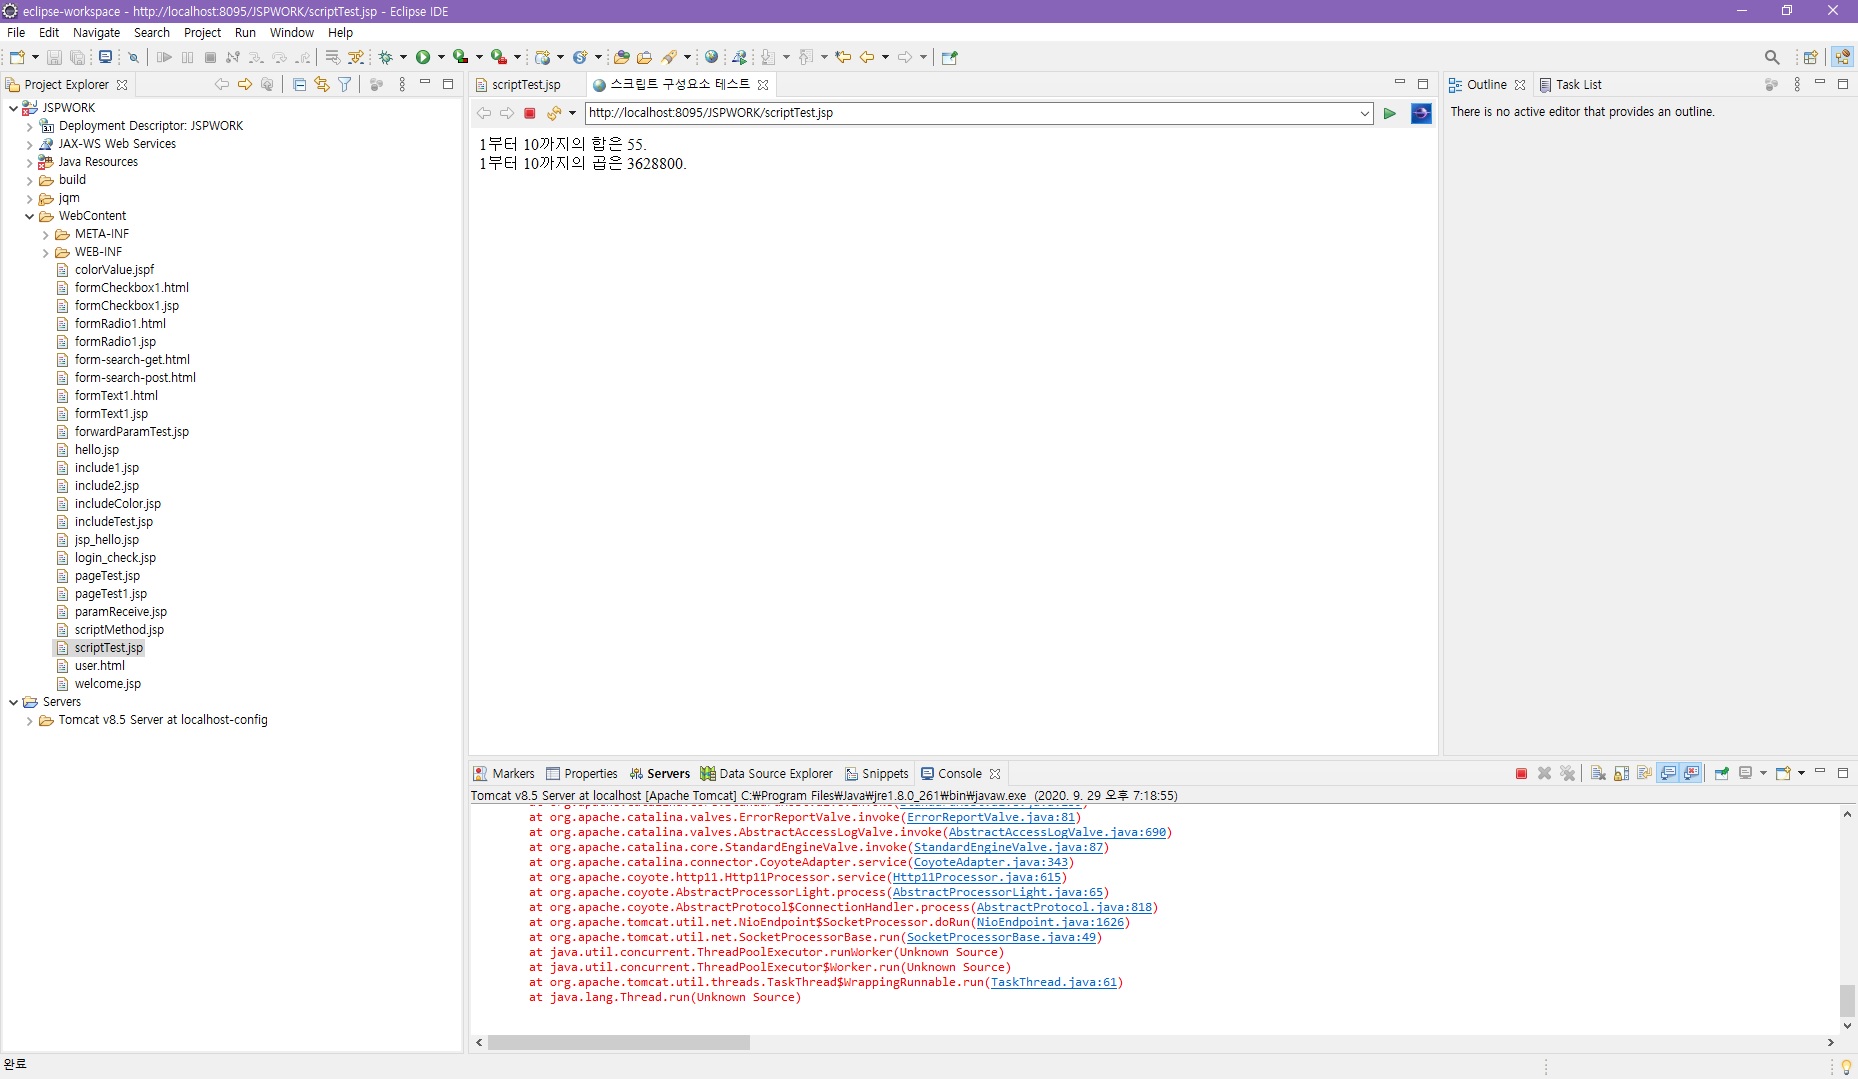 eclipse-workspace - http://localhost:8095/JSPWORK/scriptTest.jsp - Eclipse IDE
File Edit Navigate Search Project Run Window Help
Project Explorer
JSPWORK
Deployment Descriptor: JSPWORK
JAX-WS Web Services
Java Resources
build
jqm
WebContent
META-INF
WEB-INF
colorValue.jspf
formCheckbox1.html
formCheckbox1.jsp
formRadio1.html
formRadio1.jsp
form-search-get.html
form-search-post.html
formText1.html
formText1.jsp
forwardParamTest.jsp
hello.jsp
include1.jsp
include2.jsp
includeColor.jsp
includeTest.jsp
jsp_hello.jsp
login_check.jsp
pageTest.jsp
pageTest1.jsp
paramReceive.jsp
scriptMethod.jsp
scriptTest.jsp
user.html
welcome.jsp
Servers
Tomcat v8.5 Server at localhost-config
scriptTest.jsp 스크립트 구성요소 테스트
http://localhost:8095/JSPWORK/scriptTest.jsp
1부터 10까지의 합은 55.
1부터 10까지의 곱은 3628800.
Outline Task List
There is no active editor that provides an outline.
Markers Properties Servers Data Source Explorer Snippets Console
Tomcat v8.5 Server at localhost [Apache Tomcat] C:₩Program Files₩Java₩jre1.8.0_261₩bin₩javaw.exe (2020. 9. 29 오후 7:18:55)
at org.apache.catalina.valves.ErrorReportValve.invoke(ErrorReportValve.java:81)
at org.apache.catalina.valves.AbstractAccessLogValve.invoke(AbstractAccessLogValve.java:690)
at org.apache.catalina.core.StandardEngineValve.invoke(StandardEngineValve.java:87)
at org.apache.catalina.connector.CoyoteAdapter.service(CoyoteAdapter.java:343)
at org.apache.coyote.http11.Http11Processor.service(Http11Processor.java:615)
at org.apache.coyote.AbstractProcessorLight.process(AbstractProcessorLight.java:65)
at org.apache.coyote.AbstractProtocol$ConnectionHandler.process(AbstractProtocol.java:818)
at org.apache.tomcat.util.net.NioEndpoint$SocketProcessor.doRun(NioEndpoint.java:1626)
at org.apache.tomcat.util.net.SocketProcessorBase.run(SocketProcessorBase.java:49)
at java.util.concurrent.ThreadPoolExecutor.runWorker(Unknown Source)
at java.util.concurrent.ThreadPoolExecutor$Worker.run(Unknown Source)
at org.apache.tomcat.util.threads.TaskThread$WrappingRunnable.run(TaskThread.java:61)
at java.lang.Thread.run(Unknown Source)
완료